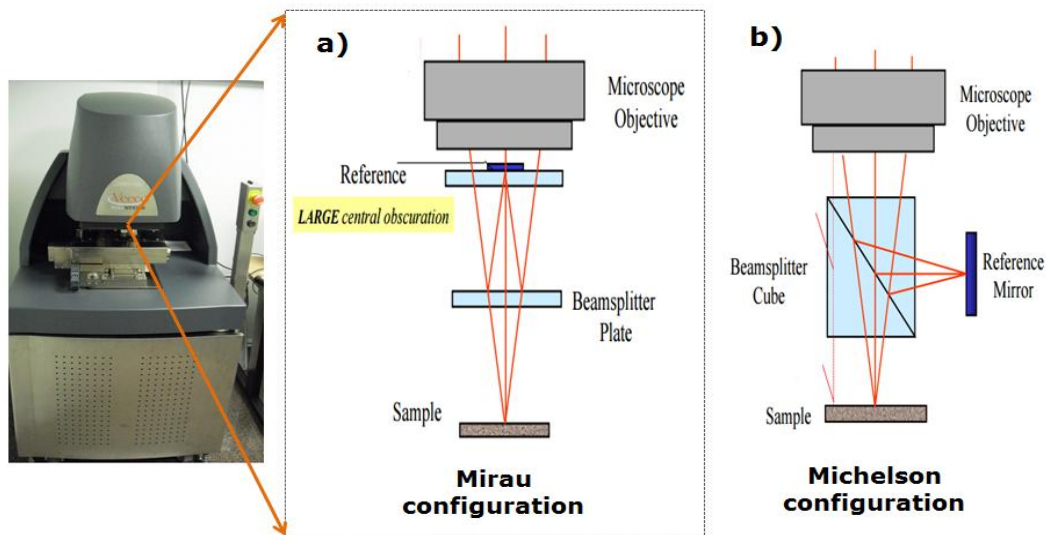 a)
Microscope
Objective
Reference
LARGE central obscuration
Beamsplitter
Plate
Sample
Mirau
configuration
b)
Microscope
Objective
Beamsplitter
Cube
Reference
Mirror
Sample
Michelson
configuration
Veeco